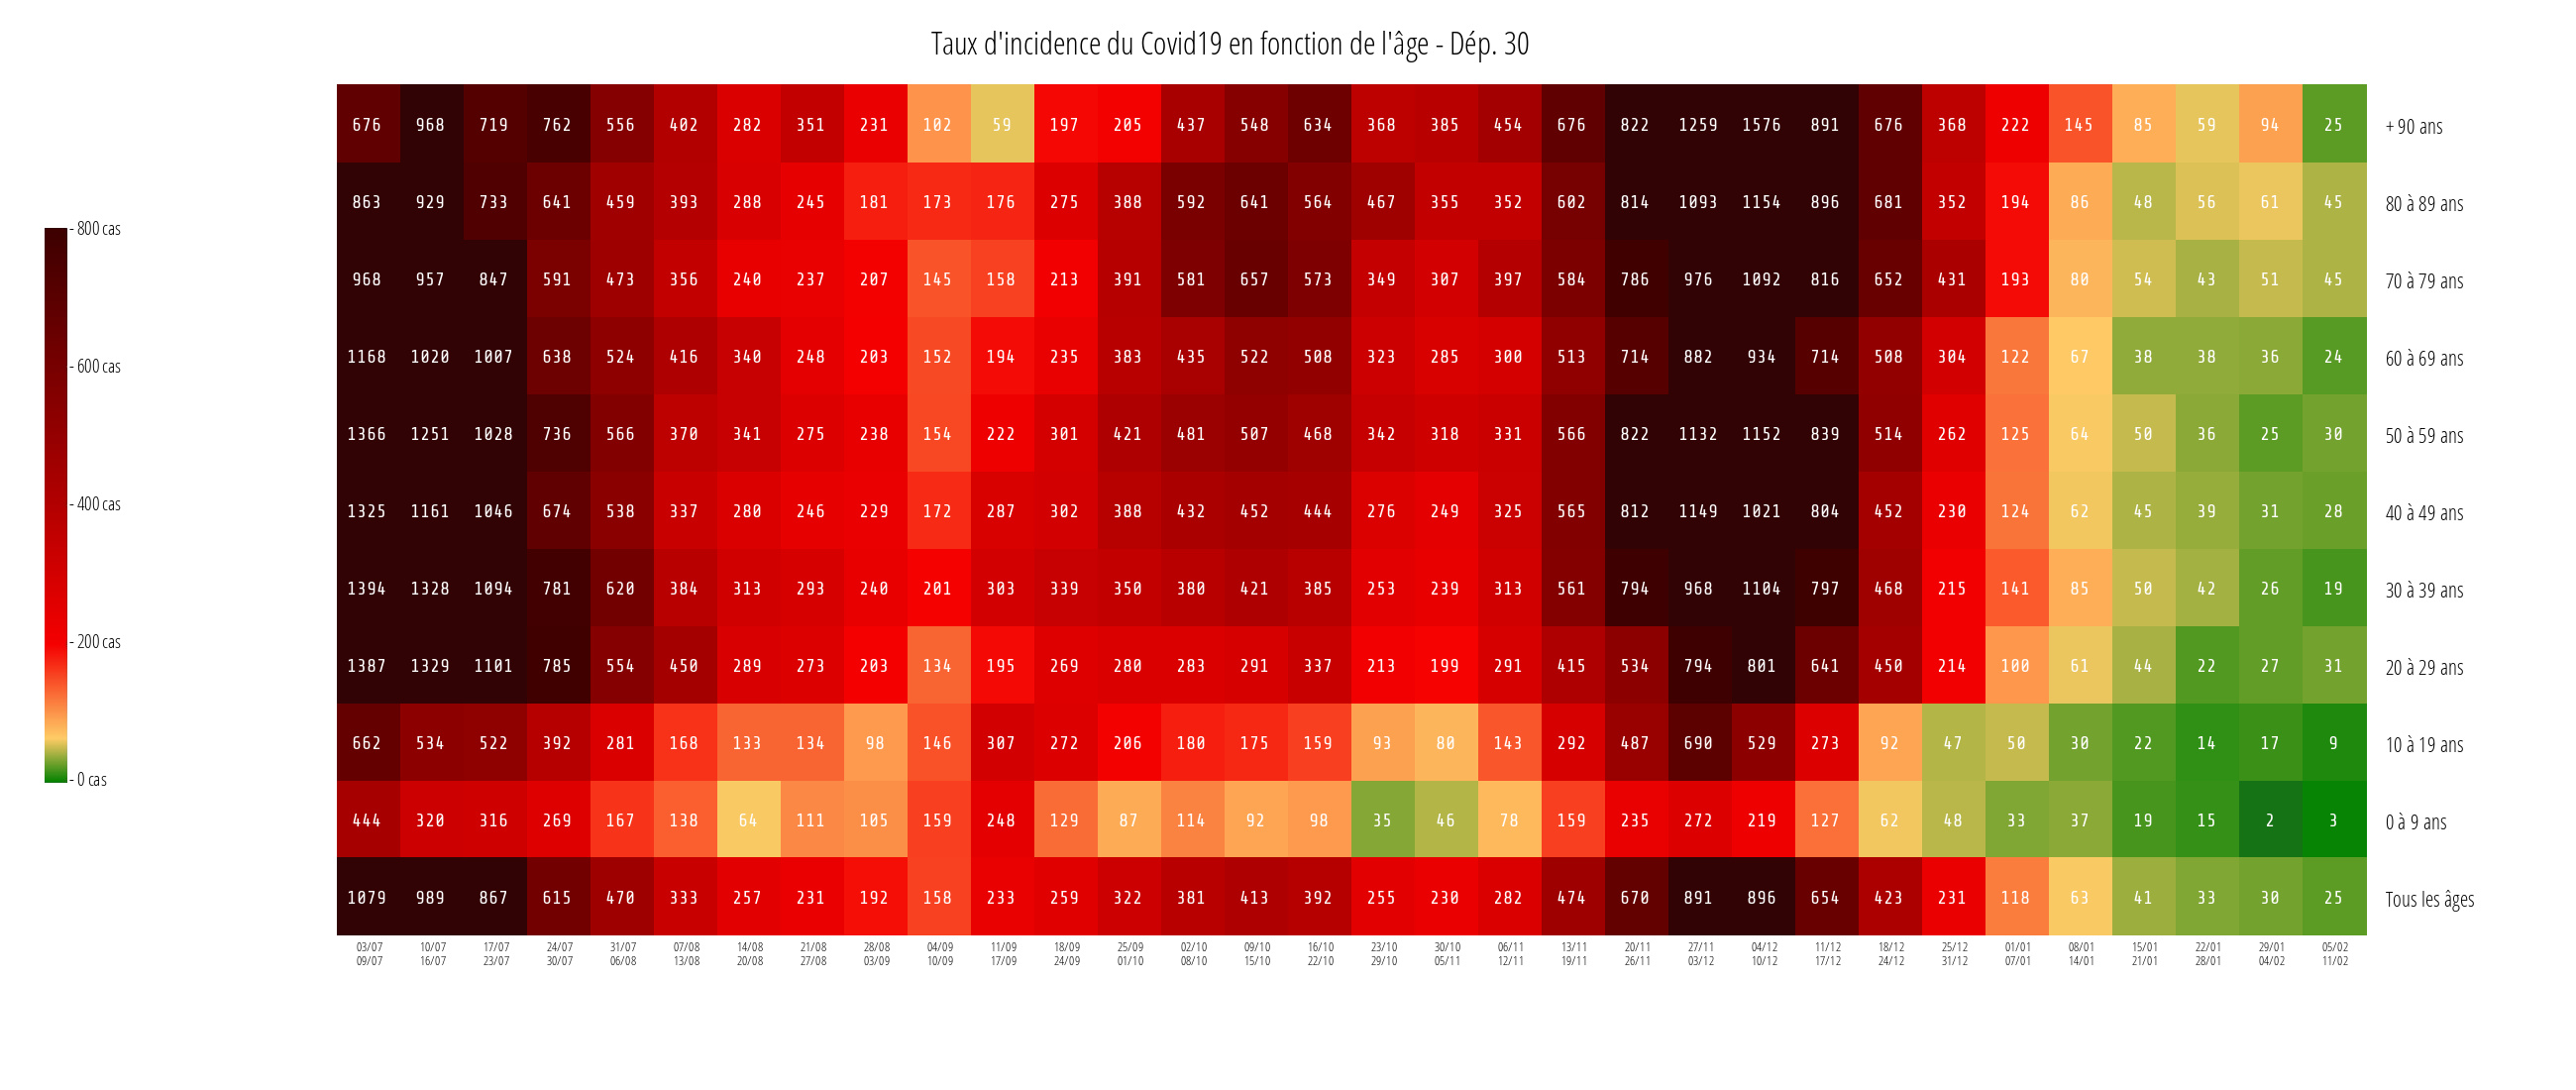 Taux d'incidence du Covid19 en fonction de l'âge - Dép. 30
- 800 cas
- 600 cas
- 400 cas
- 200 cas
- 0 cas
676 968 719 762 556 402 282 351 231 102 59 197 205 437 548 634 368 385 454 676 822 1259 1576 891 676 368 222 145 85 59 94 25 + 90 ans
863 929 733 641 459 393 288 245 181 173 176 275 388 592 641 564 467 355 352 602 814 1093 1154 896 681 352 194 86 48 56 61 45 80 à 89 ans
968 957 847 591 473 356 240 237 207 145 158 213 391 581 657 573 349 307 397 584 786 976 1092 816 652 431 193 80 54 43 51 45 70 à 79 ans
1168 1020 1007 638 524 416 340 248 203 152 194 235 383 435 522 508 323 285 300 513 714 882 934 714 508 304 122 67 38 38 36 24 60 à 69 ans
1366 1251 1028 736 566 370 341 275 238 154 222 301 421 481 507 468 342 318 331 566 822 1132 1152 839 514 262 125 64 50 36 25 30 50 à 59 ans
1325 1161 1046 674 538 337 280 246 229 172 287 302 388 432 452 444 276 249 325 565 812 1149 1021 804 452 230 124 62 45 39 31 28 40 à 49 ans
1394 1328 1094 781 620 384 313 293 240 201 303 339 350 380 421 385 253 239 313 561 794 968 1104 797 468 215 141 85 50 42 26 19 30 à 39 ans
1387 1329 1101 785 554 450 289 273 203 134 195 269 280 283 291 337 213 199 291 415 534 794 801 641 450 214 100 61 44 22 27 31 20 à 29 ans
662 534 522 392 281 168 133 134 98 146 307 272 206 180 175 159 93 80 143 292 487 690 529 273 92 47 50 30 22 14 17 9 10 à 19 ans
444 320 316 269 167 138 64 111 105 159 248 129 87 114 92 98 35 46 78 159 235 272 219 127 62 48 33 37 19 15 2 3 0 à 9 ans
1079 989 867 615 470 333 257 231 192 158 233 259 322 381 413 392 255 230 282 474 670 891 896 654 423 231 118 63 41 33 30 25 Tous les âges
03/07 10/07 17/07 24/07 31/07 07/08 14/08 21/08 28/08 04/09 11/09 18/09 25/09 02/10 09/10 16/10 23/10 30/10 06/11 13/11 20/11 27/11 04/12 11/12 18/12 25/12 01/01 08/01 15/01 22/01 29/01 05/02
09/07 16/07 23/07 30/07 06/08 13/08 20/08 27/08 03/09 10/09 17/09 24/09 01/10 08/10 15/10 22/10 29/10 05/11 12/11 19/11 26/11 03/12 10/12 17/12 24/12 31/12 07/01 14/01 21/01 28/01 04/02 11/02